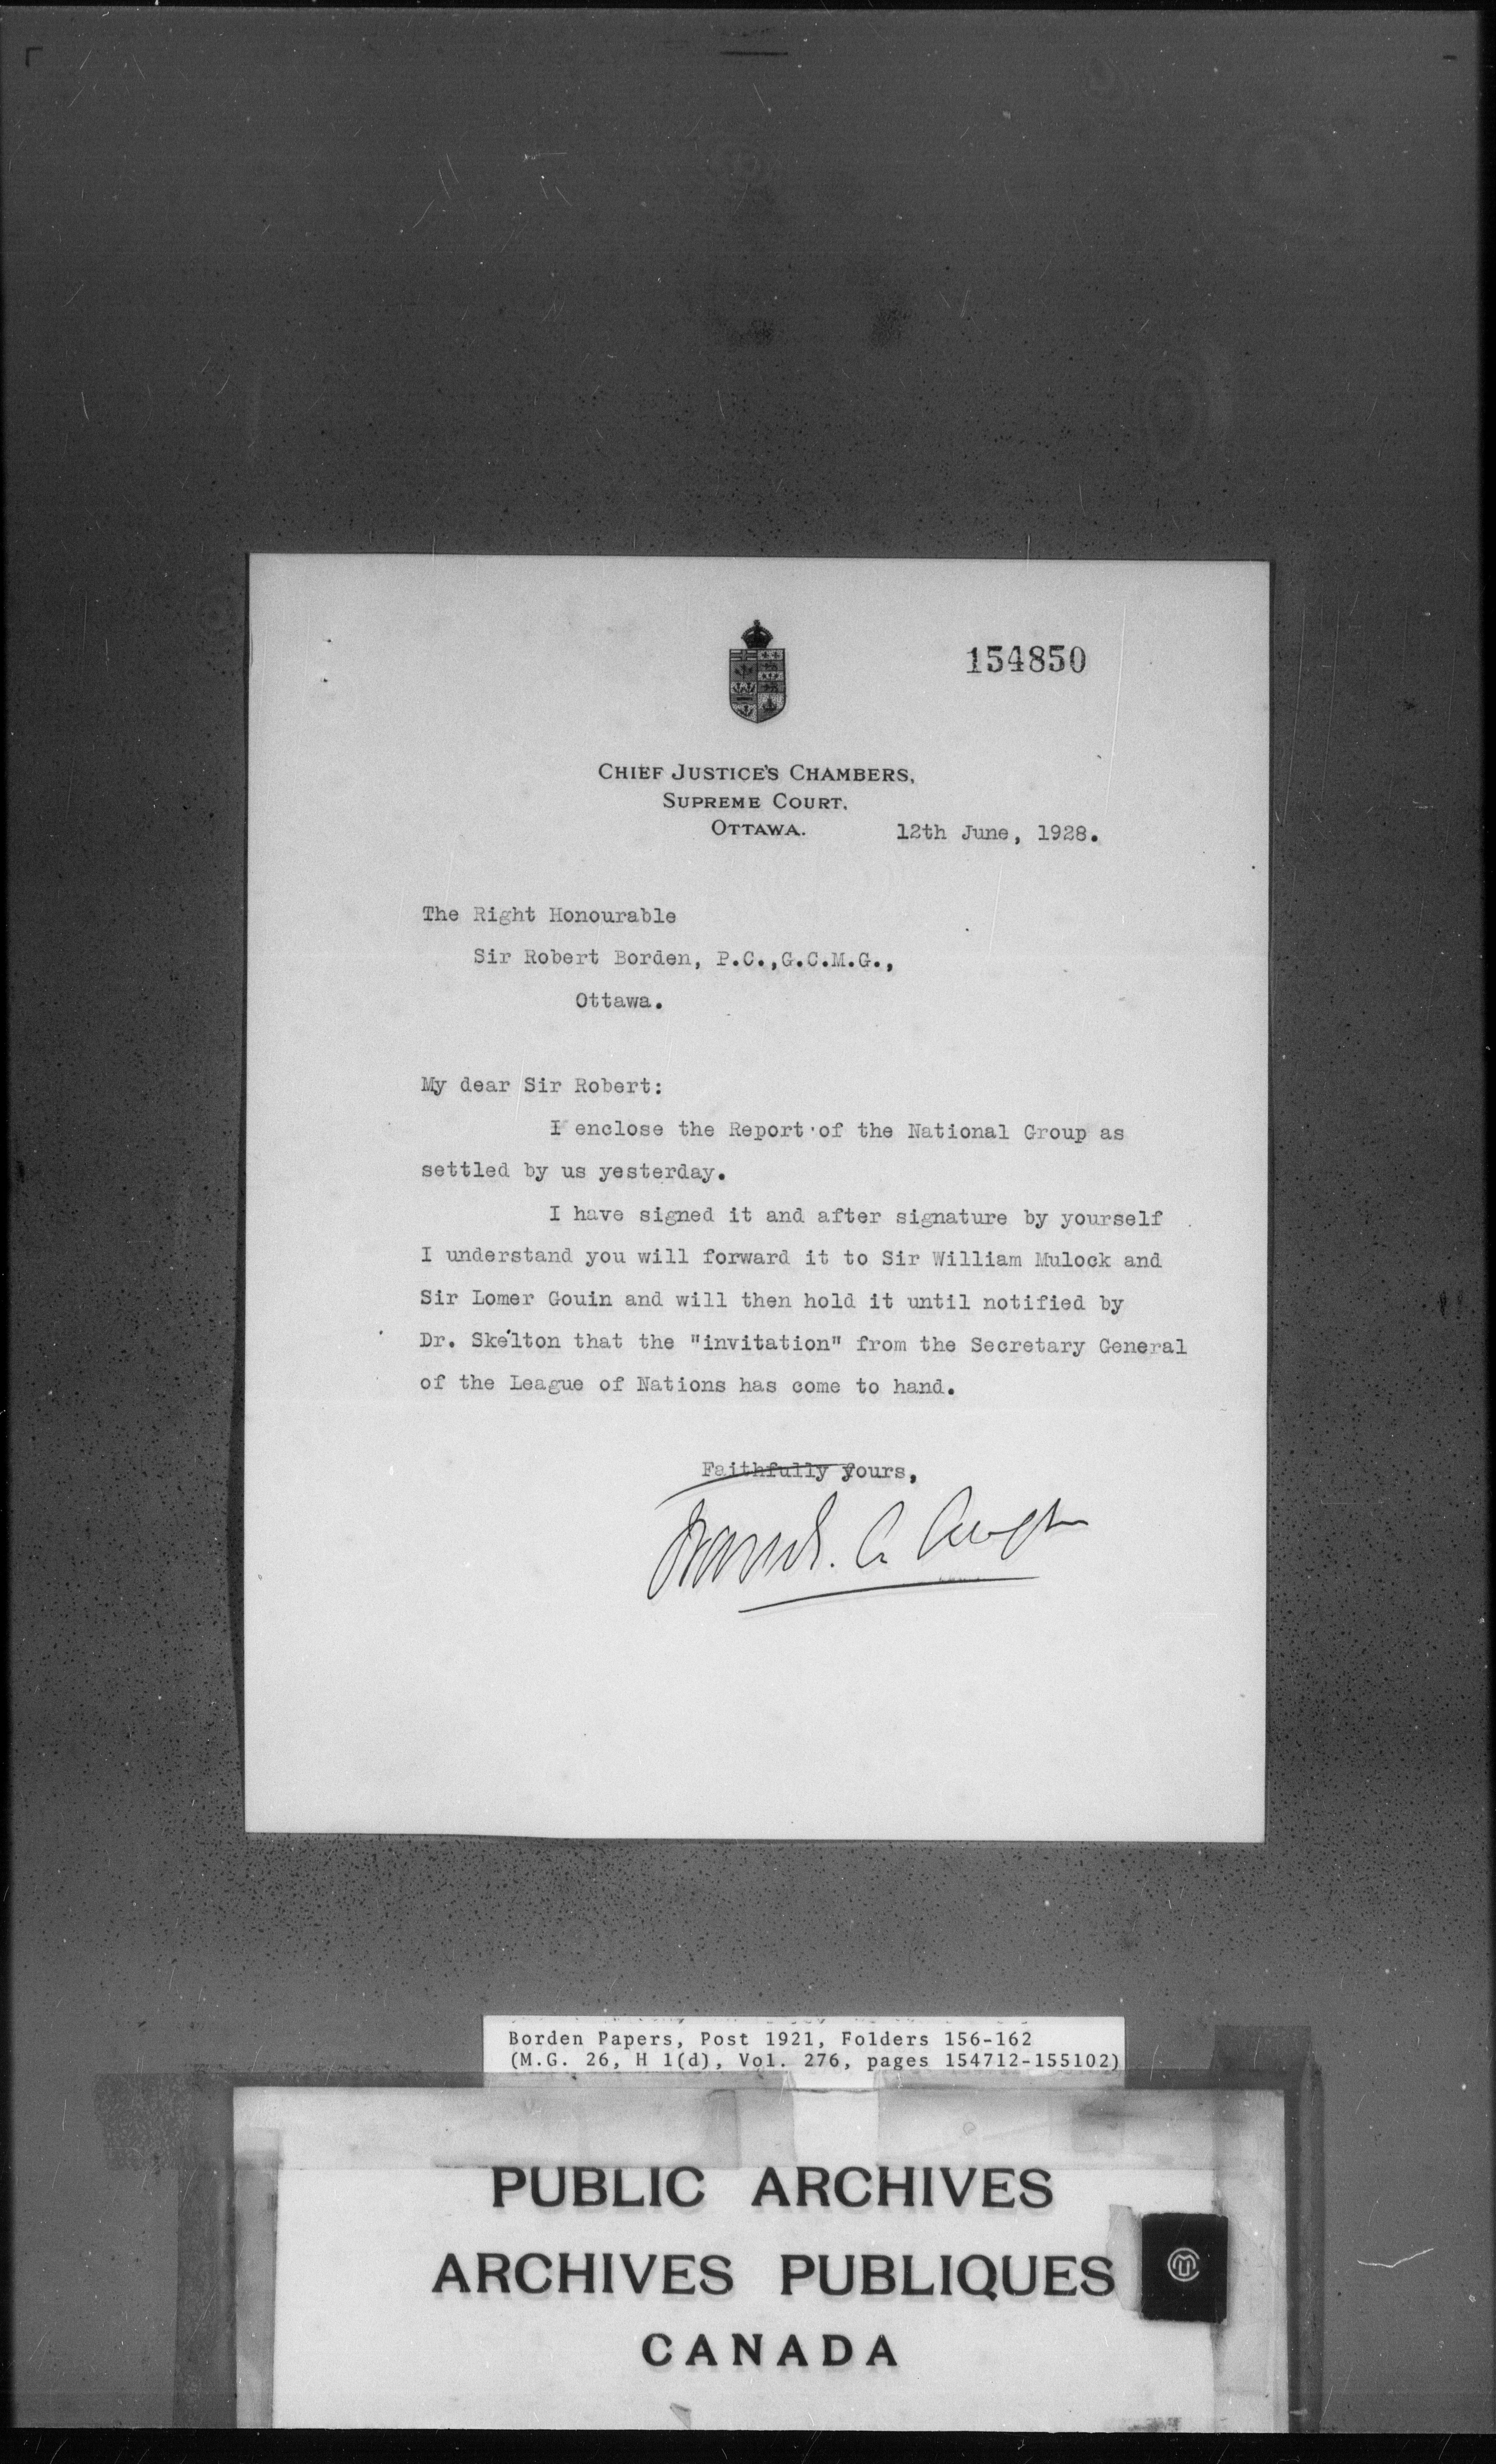 154850
CHIEF JUSTICE'S CHAMBERS,
SUPREME COURT,
OTTAWA.
12th June, 1928.
The Right Honourable
Sir Robert Borden, P.C.,G.C.M.G.,
Ottawa.
My dear Sir Robert:
I enclose the Report of the National Group as
settled by us yesterday.
I have signed it and after signature by yourself
I understand you will forward it to Sir William Mulock and
Sir Lomer Gouin and will then hold it until notified by
Dr. Skelton that the "invitation" from the Secretary General
of the League of Nations has come to hand.
Faithfully yours,
Borden Papers, Post 1921, Folders 156-162
(M.G. 26, H 1(d), Vol. 276, pages 154712-155102)
PUBLIC ARCHIVES
ARCHIVES PUBLIQUES
CANADA